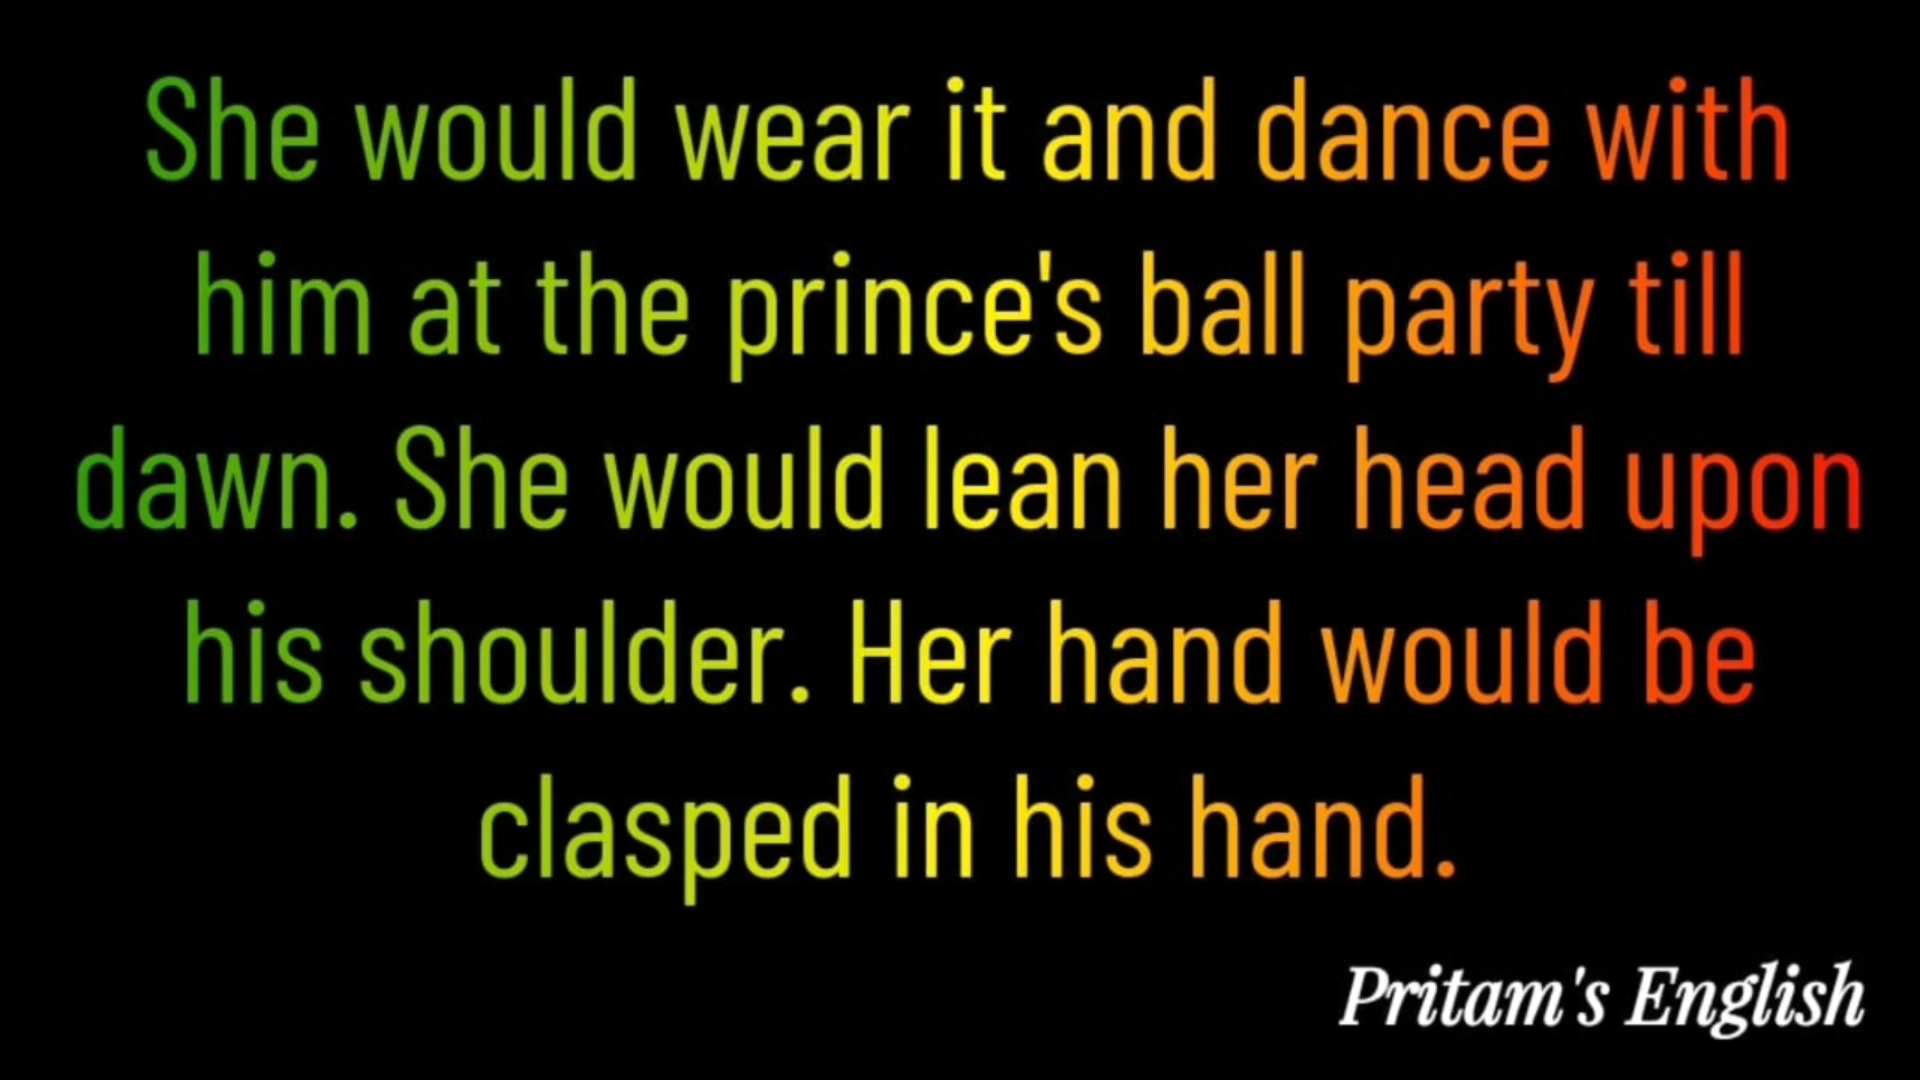 She would wear it and dance with
him at the prince's ball party till
dawn. She would lean her head upon
his shoulder. Her hand would be
clasped in his hand.
Pritam's English